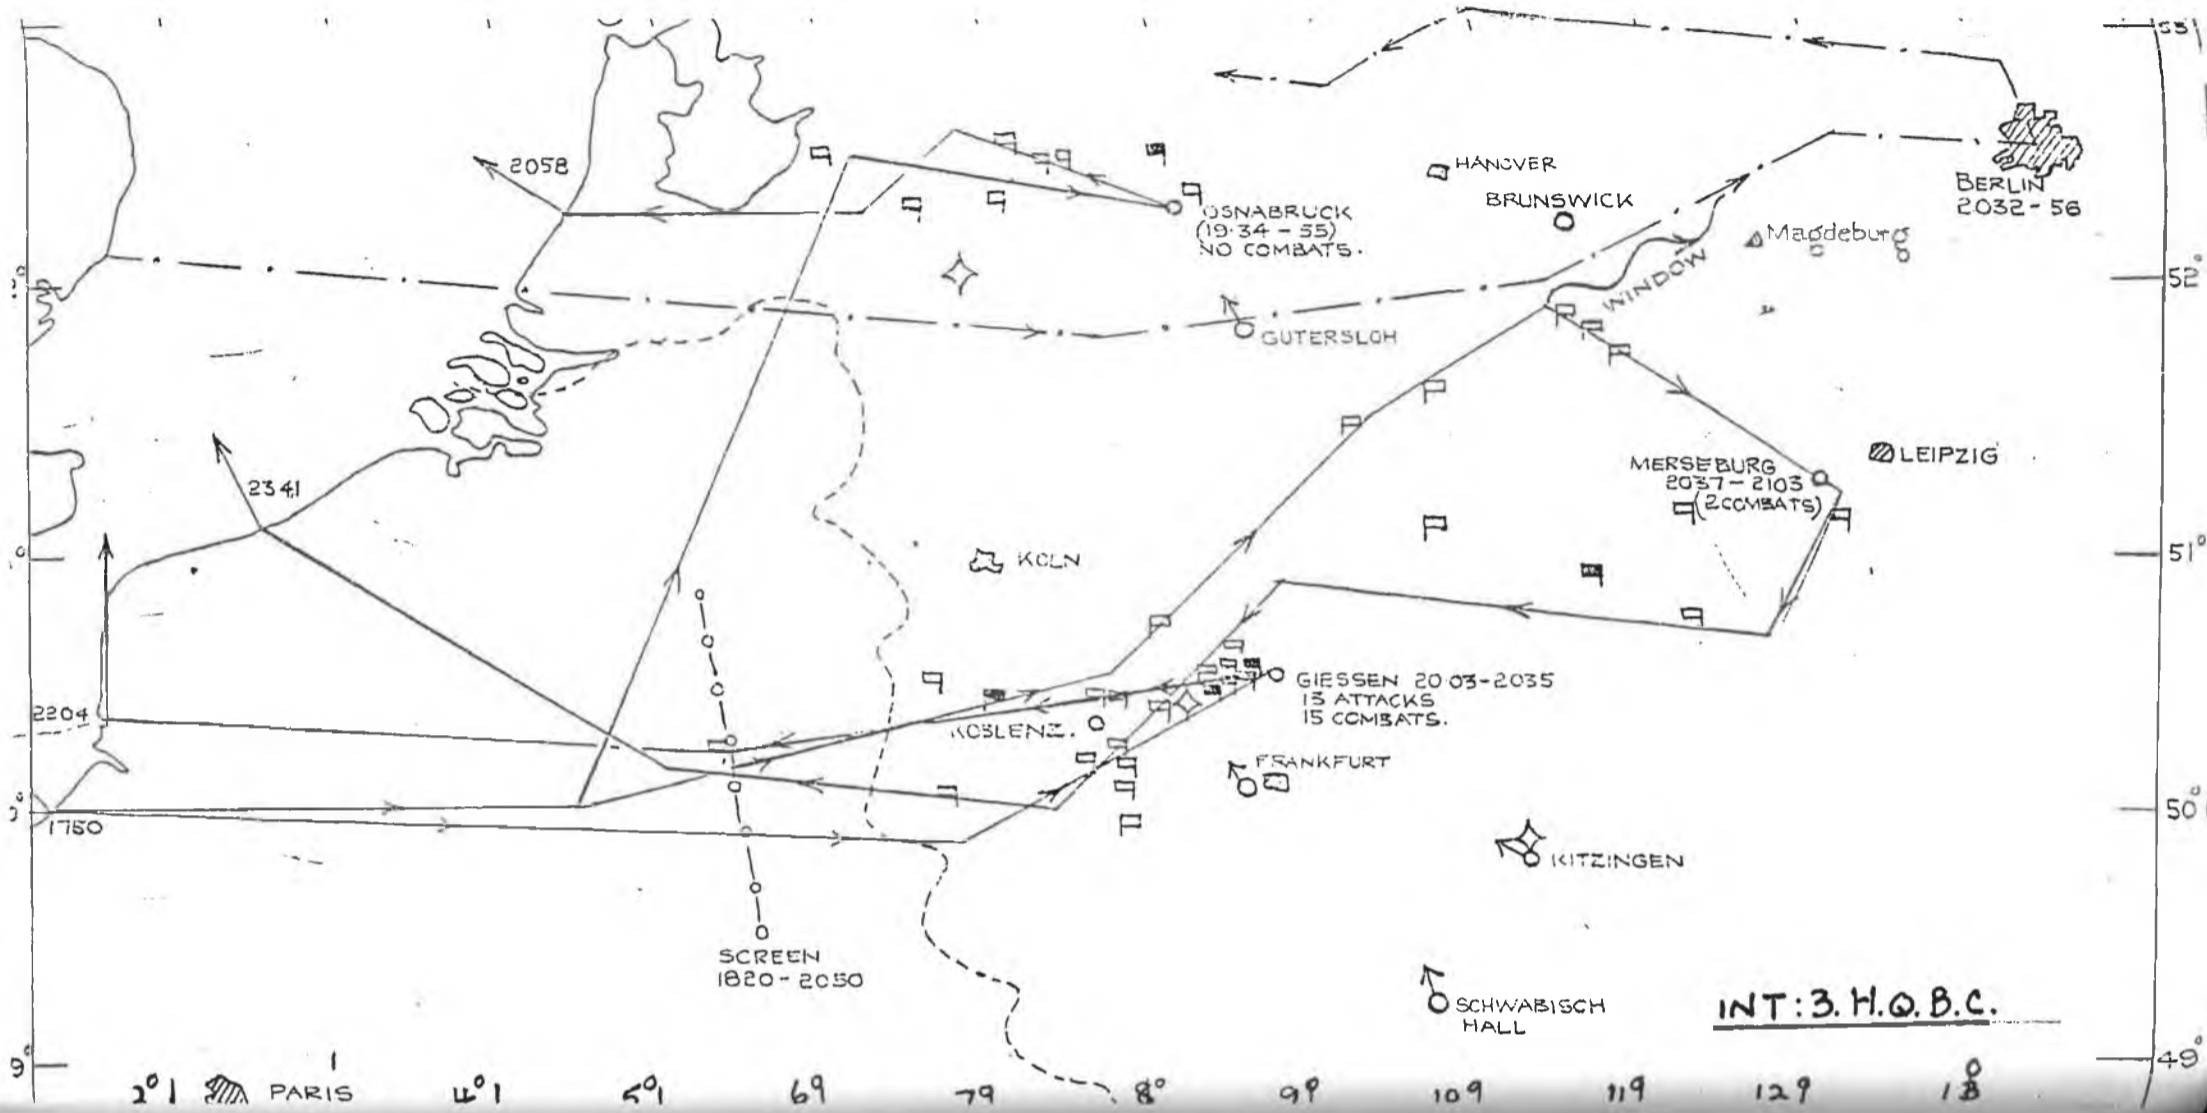 53
2058
HANOVER
BRUNSWICK
BERLIN
2032-56
OSNABRUCK
(19.34-55)
NO COMBATS.
Magdeburg
WINDOW
52°
GUTERSLOH
2341
MERSEBURG
2037-2103
(2 COMBATS)
LEIPZIG
KOLN
51°
2204
GIESSEN 20.03-2035
13 ATTACKS
15 COMBATS.
KOBLENZ.
FRANKFURT
50°
1750
KITZINGEN
SCREEN
1820-2050
SCHWABISCH
HALL
INT:3. H.Q.B.C.
9°
49°
2° PARIS 4° 5° 6° 7° 8° 9° 10° 11° 12° 13°